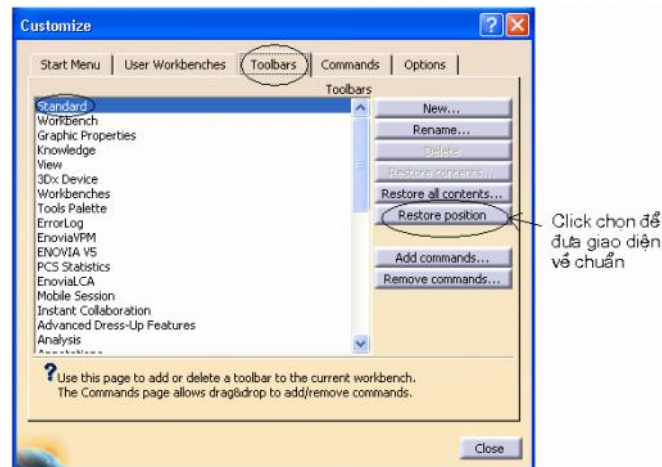 Customize
Start Menu
User Workbenches
Toolbars
Commands
Options
Toolbars
Standard
Workbench
Graphic Properties
Knowledge
View
3Dx Device
Workbenches
Tools Palette
ErrorLog
EnoviaVPM
ENOVIA V5
PCS Statistics
EnoviaLCA
Mobile Session
Instant Collaboration
Advanced Dress-Up Features
Analysis
New...
Rename...
Delete
Restore contents...
Restore all contents...
Restore position
Add commands...
Remove commands...
Click chọn để
đưa giao diện
về chuẩn
Use this page to add or delete a toolbar to the current workbench.
The Commands page allows drag&drop to add/remove commands.
Close